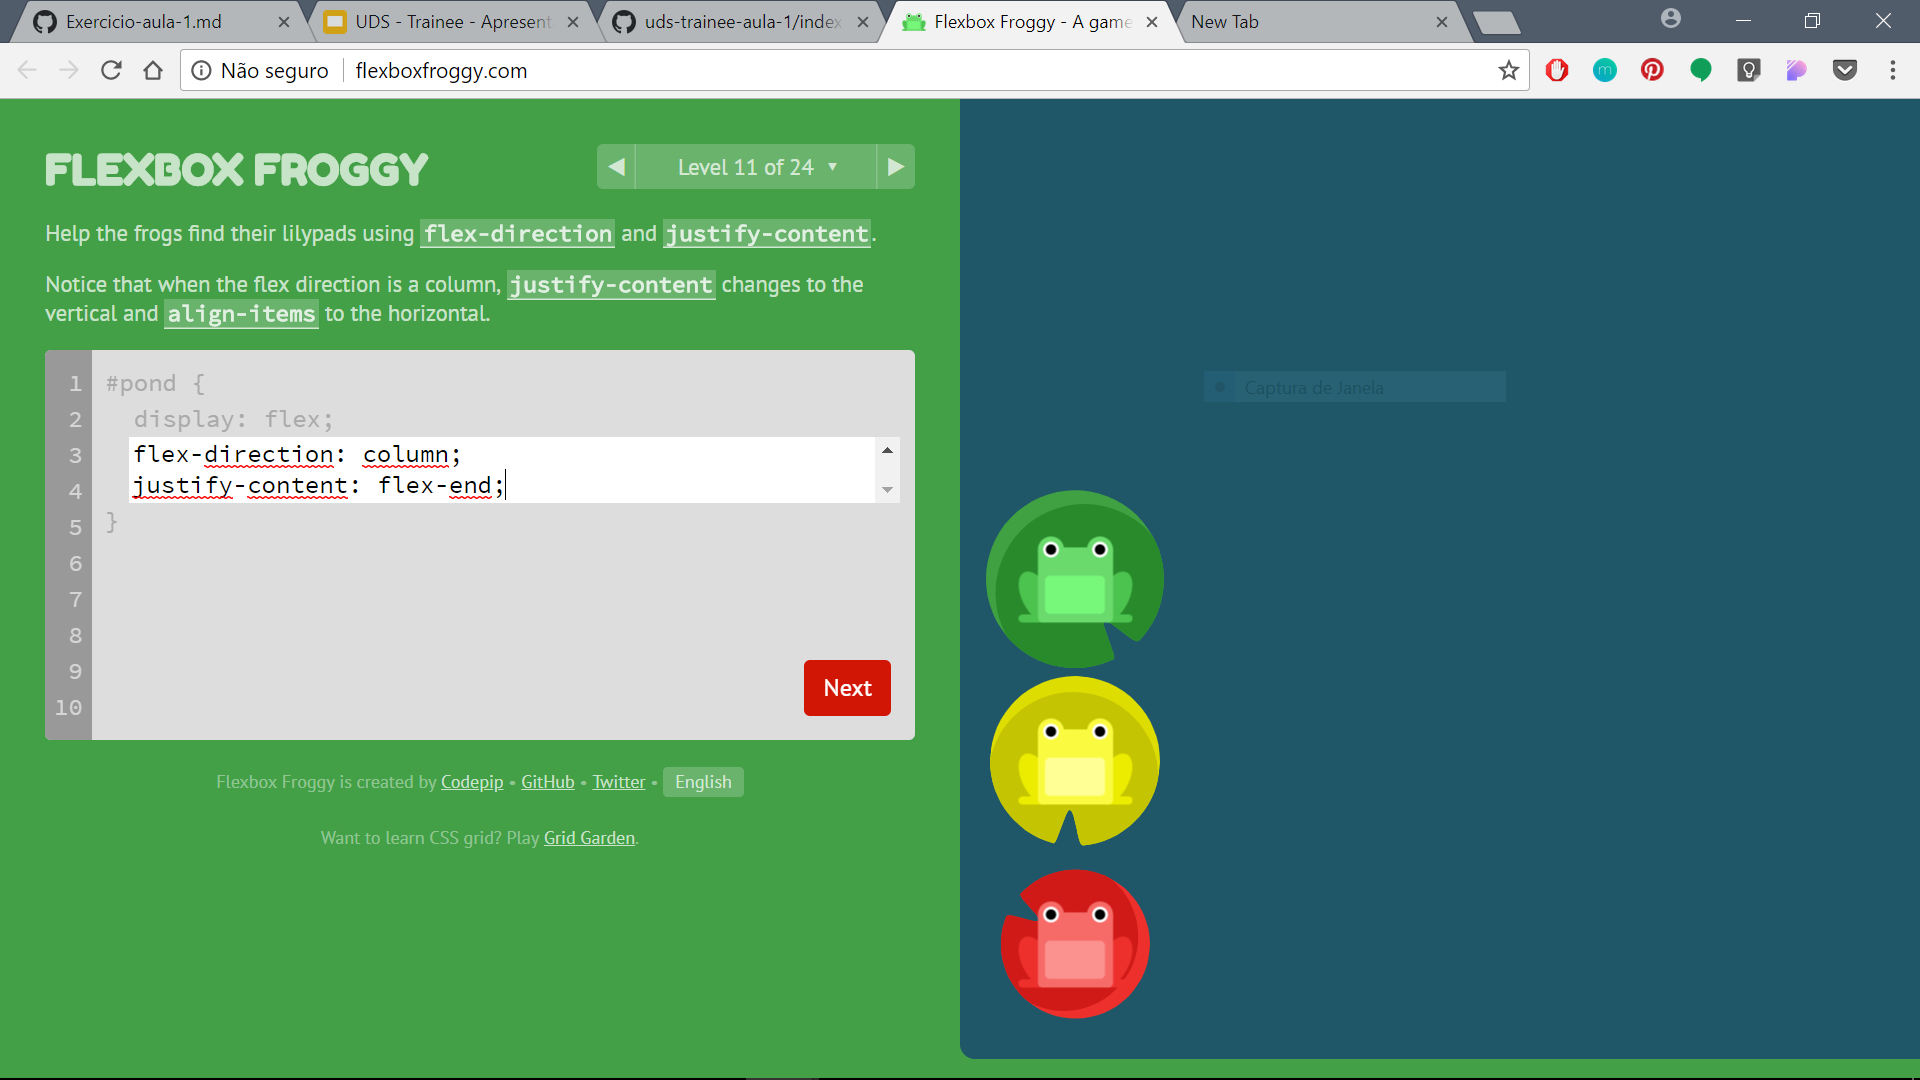 Exercicio-aula-1.md
UDS - Trainee - Apresent
uds-trainee-aula-1/index
Flexbox Froggy - A game
New Tab
Não seguro
flexboxfroggy.com
m
FLEXBOX FROGGY
Level 11 of 24
Help the frogs find their lilypads using flex-direction and justify-content.
Notice that when the flex direction is a column, justify-content changes to the
vertical and align-items to the horizontal.
1 #pond {
2 display: flex;
3 flex-direction: column;
4 justify-content: flex-end;
5 }
6
7
8
9
10
Next
Captura de Janela
Flexbox Froggy is created by Codepip • GitHub • Twitter • English
Want to learn CSS grid? Play Grid Garden.